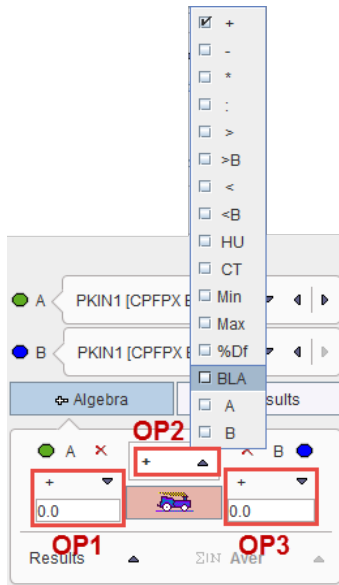 +
-
*
:
>
>B
<
<B
HU
CT
Min
Max
%Df
BLA
A
B
A PKIN1 [CPFPX
B PKIN1 [CPFPX
Algebra sults
OP2
A + B
+ +
0.0 0.0
OP1 OP3
Results ΣIN Aver